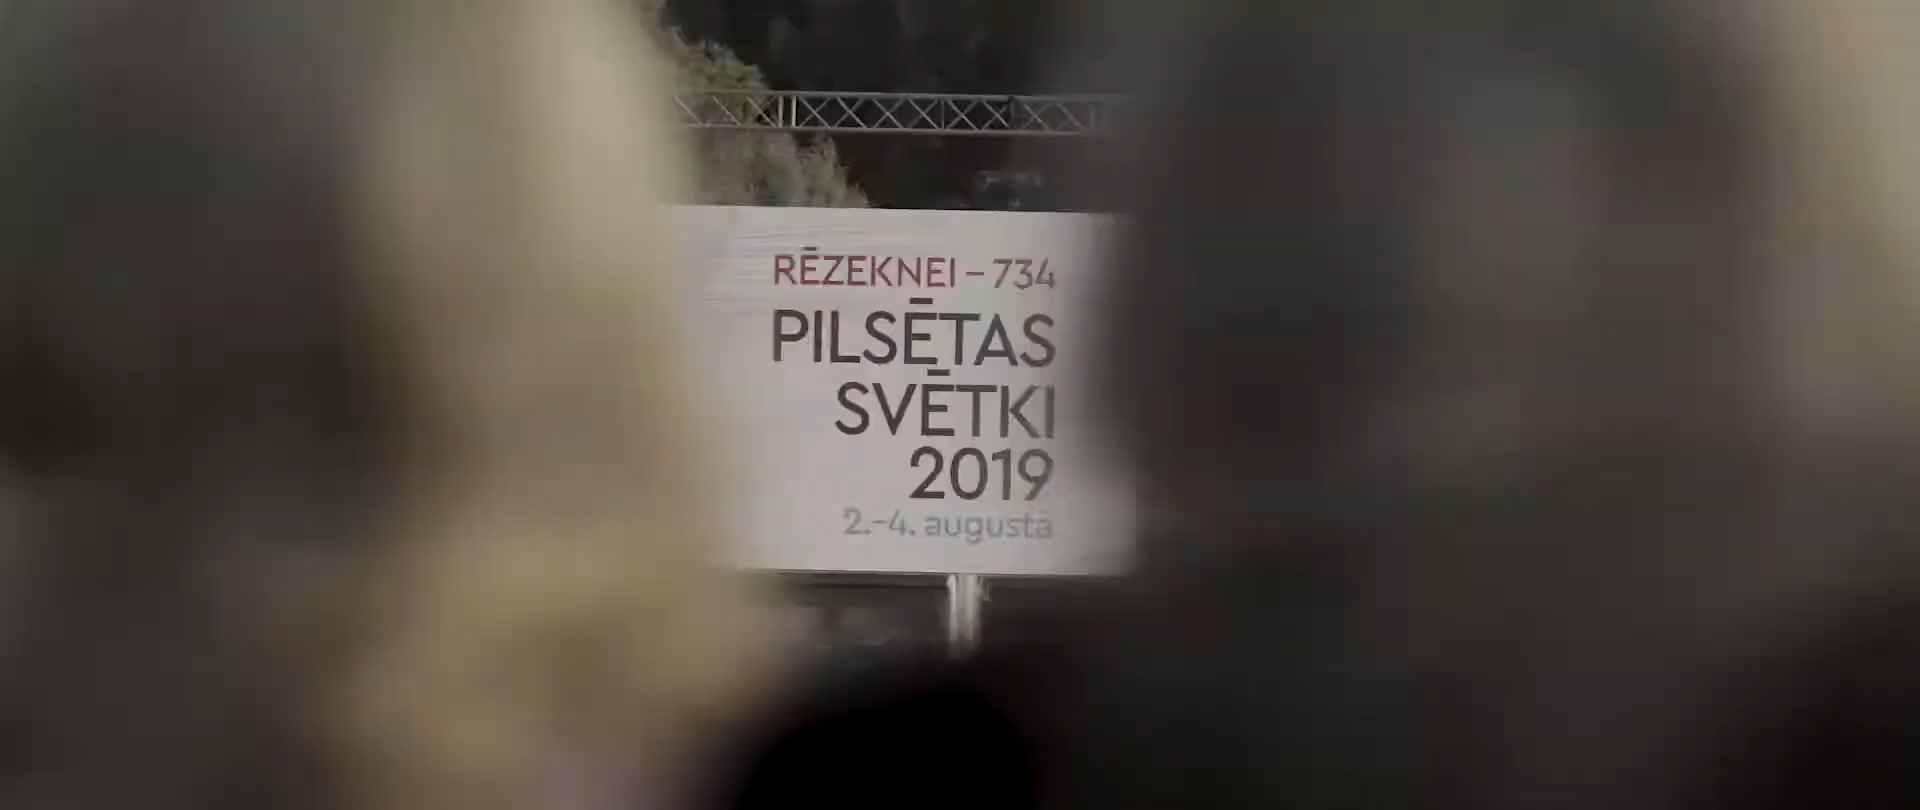 RĒZEKNEI – 734
PILSĒTAS
SVĒTKI
2019
2.-4. augustā